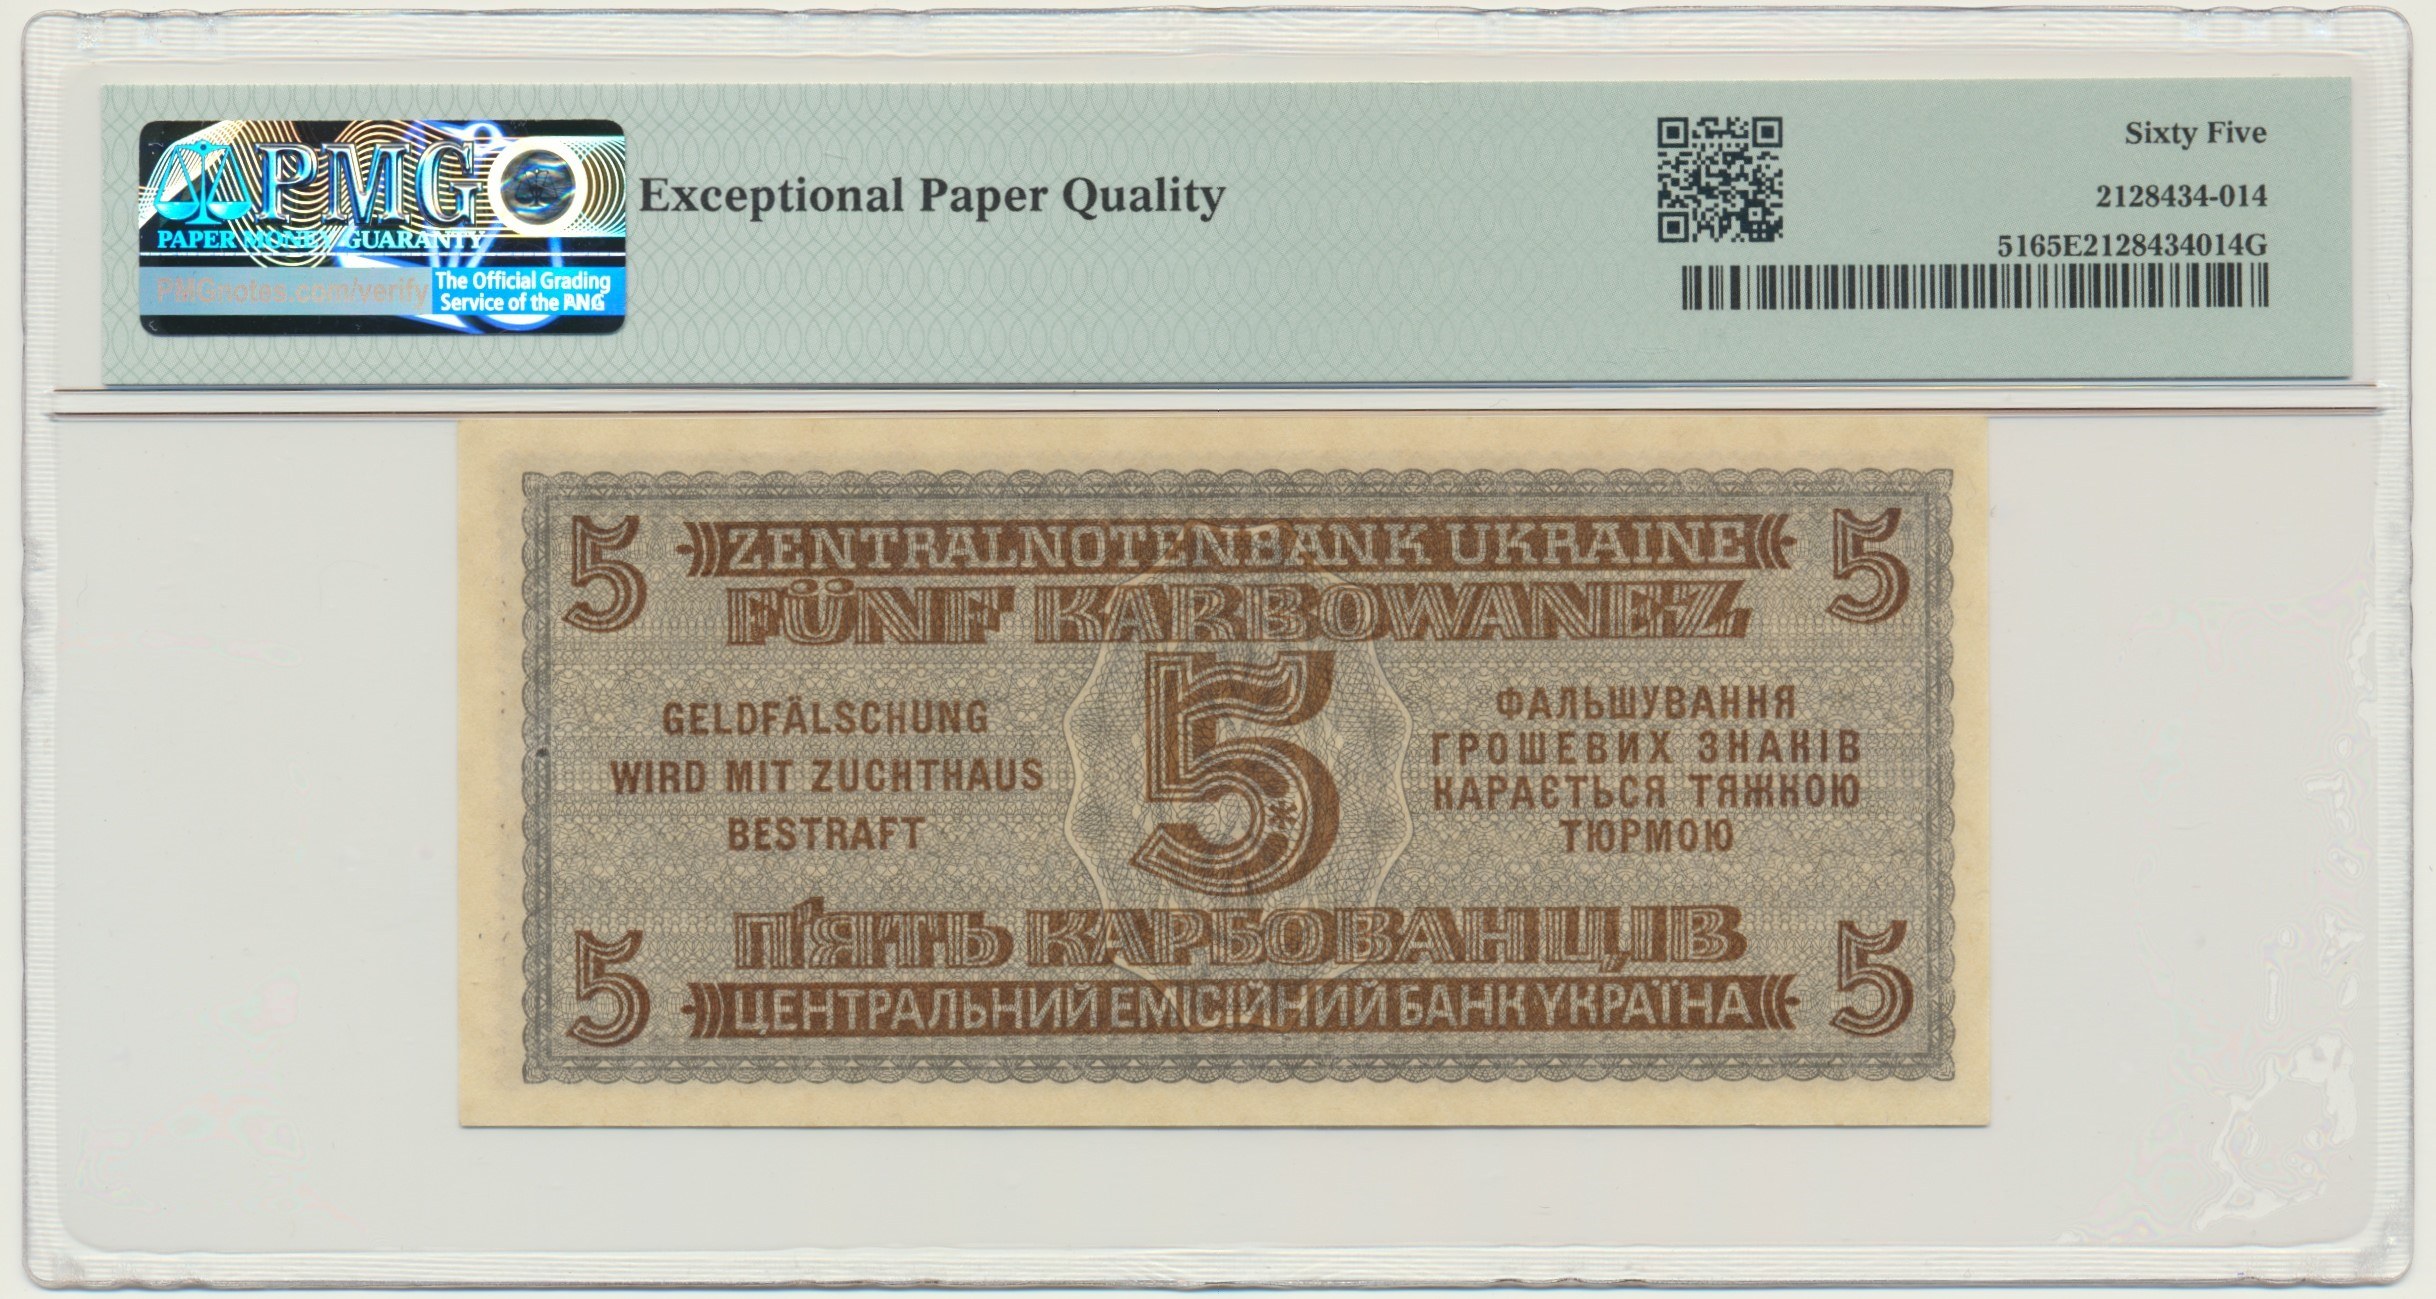 PMG
PAPER MONEY GUARANTY
PMGnotes.com/verify
The Official Grading
Service of the PNG
Exceptional Paper Quality
Sixty Five
2128434-014
5165E2128434014G
5 ZENTRALNOTENBANK UKRAINE 5
FÜNF KARBOWANEZ
5
GELDFÄLSCHUNG
WIRD MIT ZUCHTHAUS
BESTRAFT
ФАЛЬШУВАННЯ
ГРОШЕВИХ ЗНАКІВ
КАРАЄТЬСЯ ТЯЖКОЮ
ТЮРМОЮ
П'ЯТЬ КАРБОВАНЦІВ
5 ЦЕНТРАЛЬНИЙ ЕМІСІЙНИЙ БАНК УКРАЇНА 5